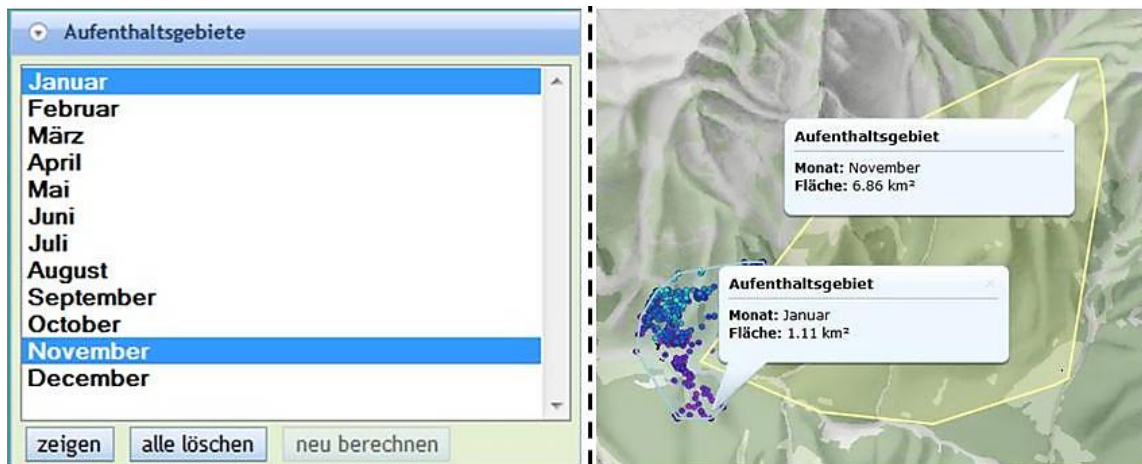 Aufenthaltsgebiete
Januar
Februar
März
April
Mai
Juni
Juli
August
September
October
November
December
zeigen alle löschen neu berechnen
Aufenthaltsgebiet
Monat: November
Fläche: 6.86 km²
Aufenthaltsgebiet
Monat: Januar
Fläche: 1.11 km²